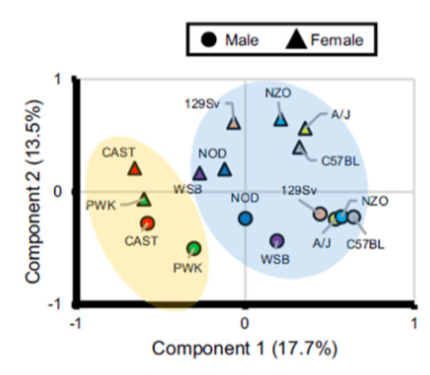 Male Female
Component 2 (13.5%)
1
0
-1
129Sv
NZO
A/J
CAST
NOD
C57BL
WSB
PWK
NOD
129Sv
NZO
CAST
A/J
C57BL
WSB
PWK
-1 0 1
Component 1 (17.7%)